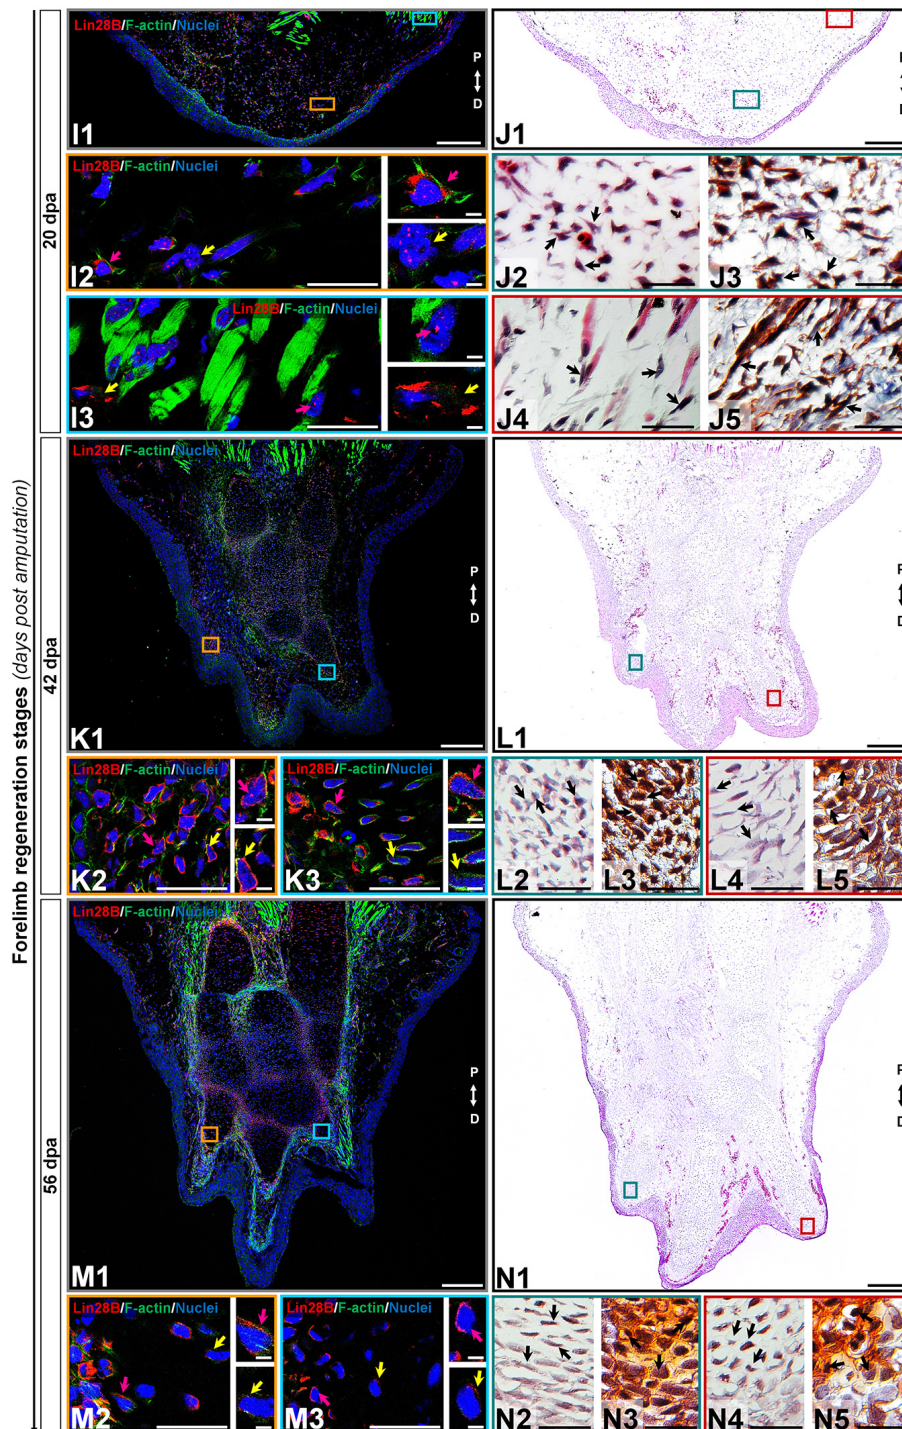 Forelimb regeneration stages (days post amputation)
20 dpa
Lin28B/F-actin/Nuclei
P
D
I1
J1
I2
J2
J3
Lin28B/F-actin/Nuclei
I3
J4
J5
42 dpa
Lin28B/F-actin/Nuclei
P
D
K1
P
D
L1
Lin28B/F-actin/Nuclei
K2
Lin28B/F-actin/Nuclei
K3
L2
L3
L4
L5
56 dpa
Lin28B/F-actin/Nuclei
P
D
M1
P
D
N1
Lin28B/F-actin/Nuclei
M2
Lin28B/F-actin/Nuclei
M3
N2
N3
N4
N5